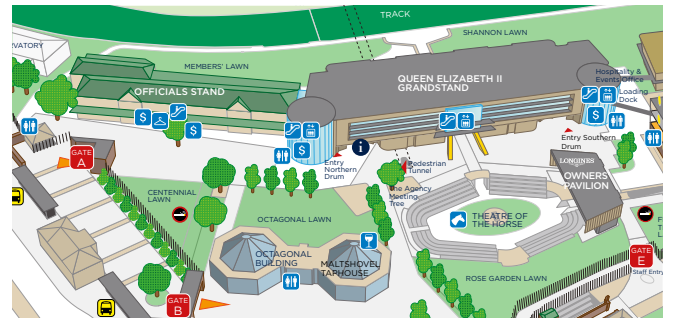 TRACK
SHANNON LAWN
RVATORY
MEMBERS' LAWN
OFFICIALS STAND
QUEEN ELIZABETH II
GRANDSTAND
Hospitality &
Events Office
Loading
Dock
$
$
$
$
i
GATE
A
Entry
Northern
Drum
Pedestrian
Tunnel
The Agency
Meeting
Tree
Entry Southern
Drum
LONGINES
OWNERS
PAVILION
CENTENNIAL
LAWN
OCTAGONAL LAWN
THEATRE OF
THE HORSE
OCTAGONAL
BUILDING
MALTSHOVEL
TAPHOUSE
ROSE GARDEN LAWN
GATE
E
Staff Entry
GATE
B